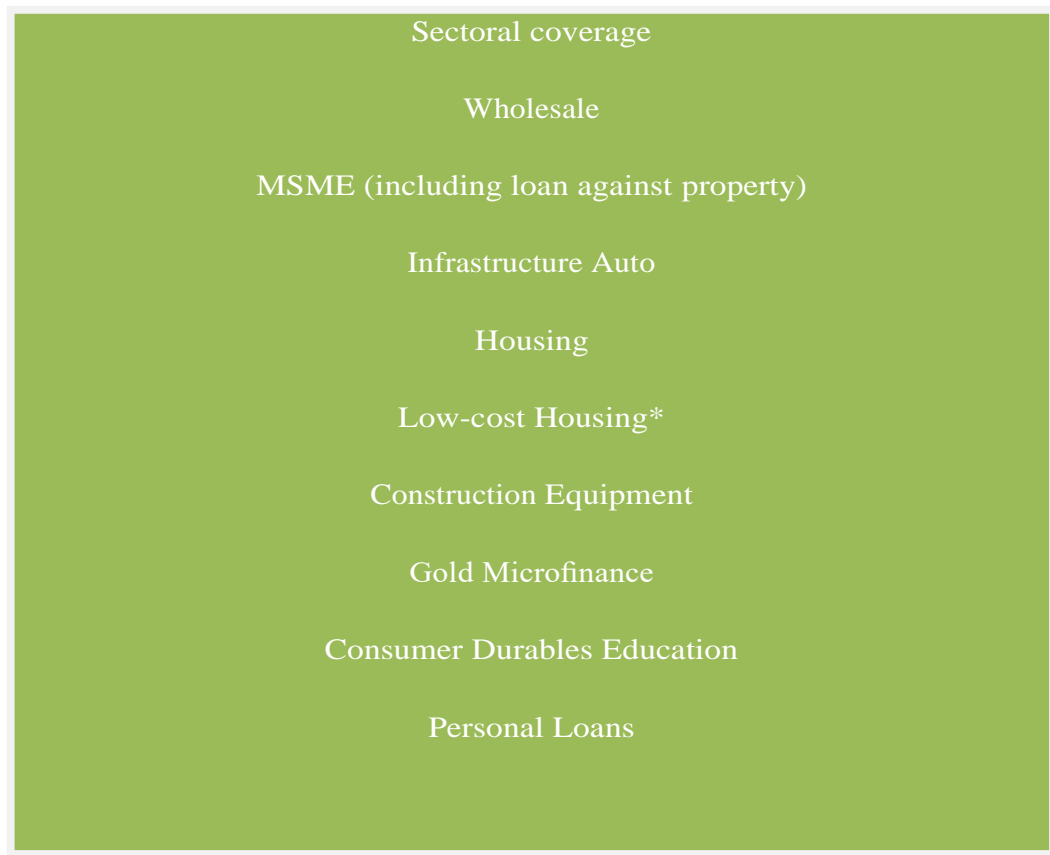 Sectoral coverage
Wholesale
MSME (including loan against property)
Infrastructure Auto
Housing
Low-cost Housing*
Construction Equipment
Gold Microfinance
Consumer Durables Education
Personal Loans